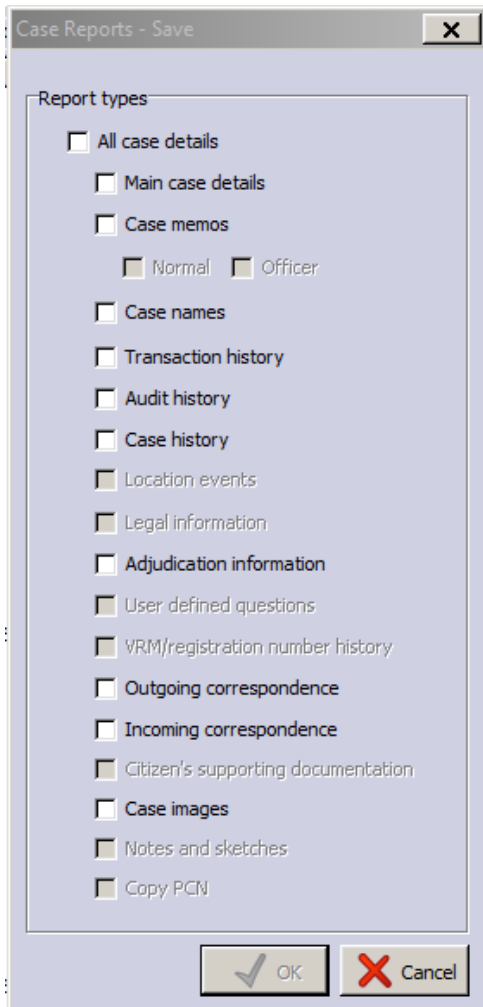 Case Reports - Save
Report types
All case details
Main case details
Case memos
Normal Officer
Case names
Transaction history
Audit history
Case history
Location events
Legal information
Adjudication information
User defined questions
VRM/registration number history
Outgoing correspondence
Incoming correspondence
Citizen's supporting documentation
Case images
Notes and sketches
Copy PCN
OK Cancel